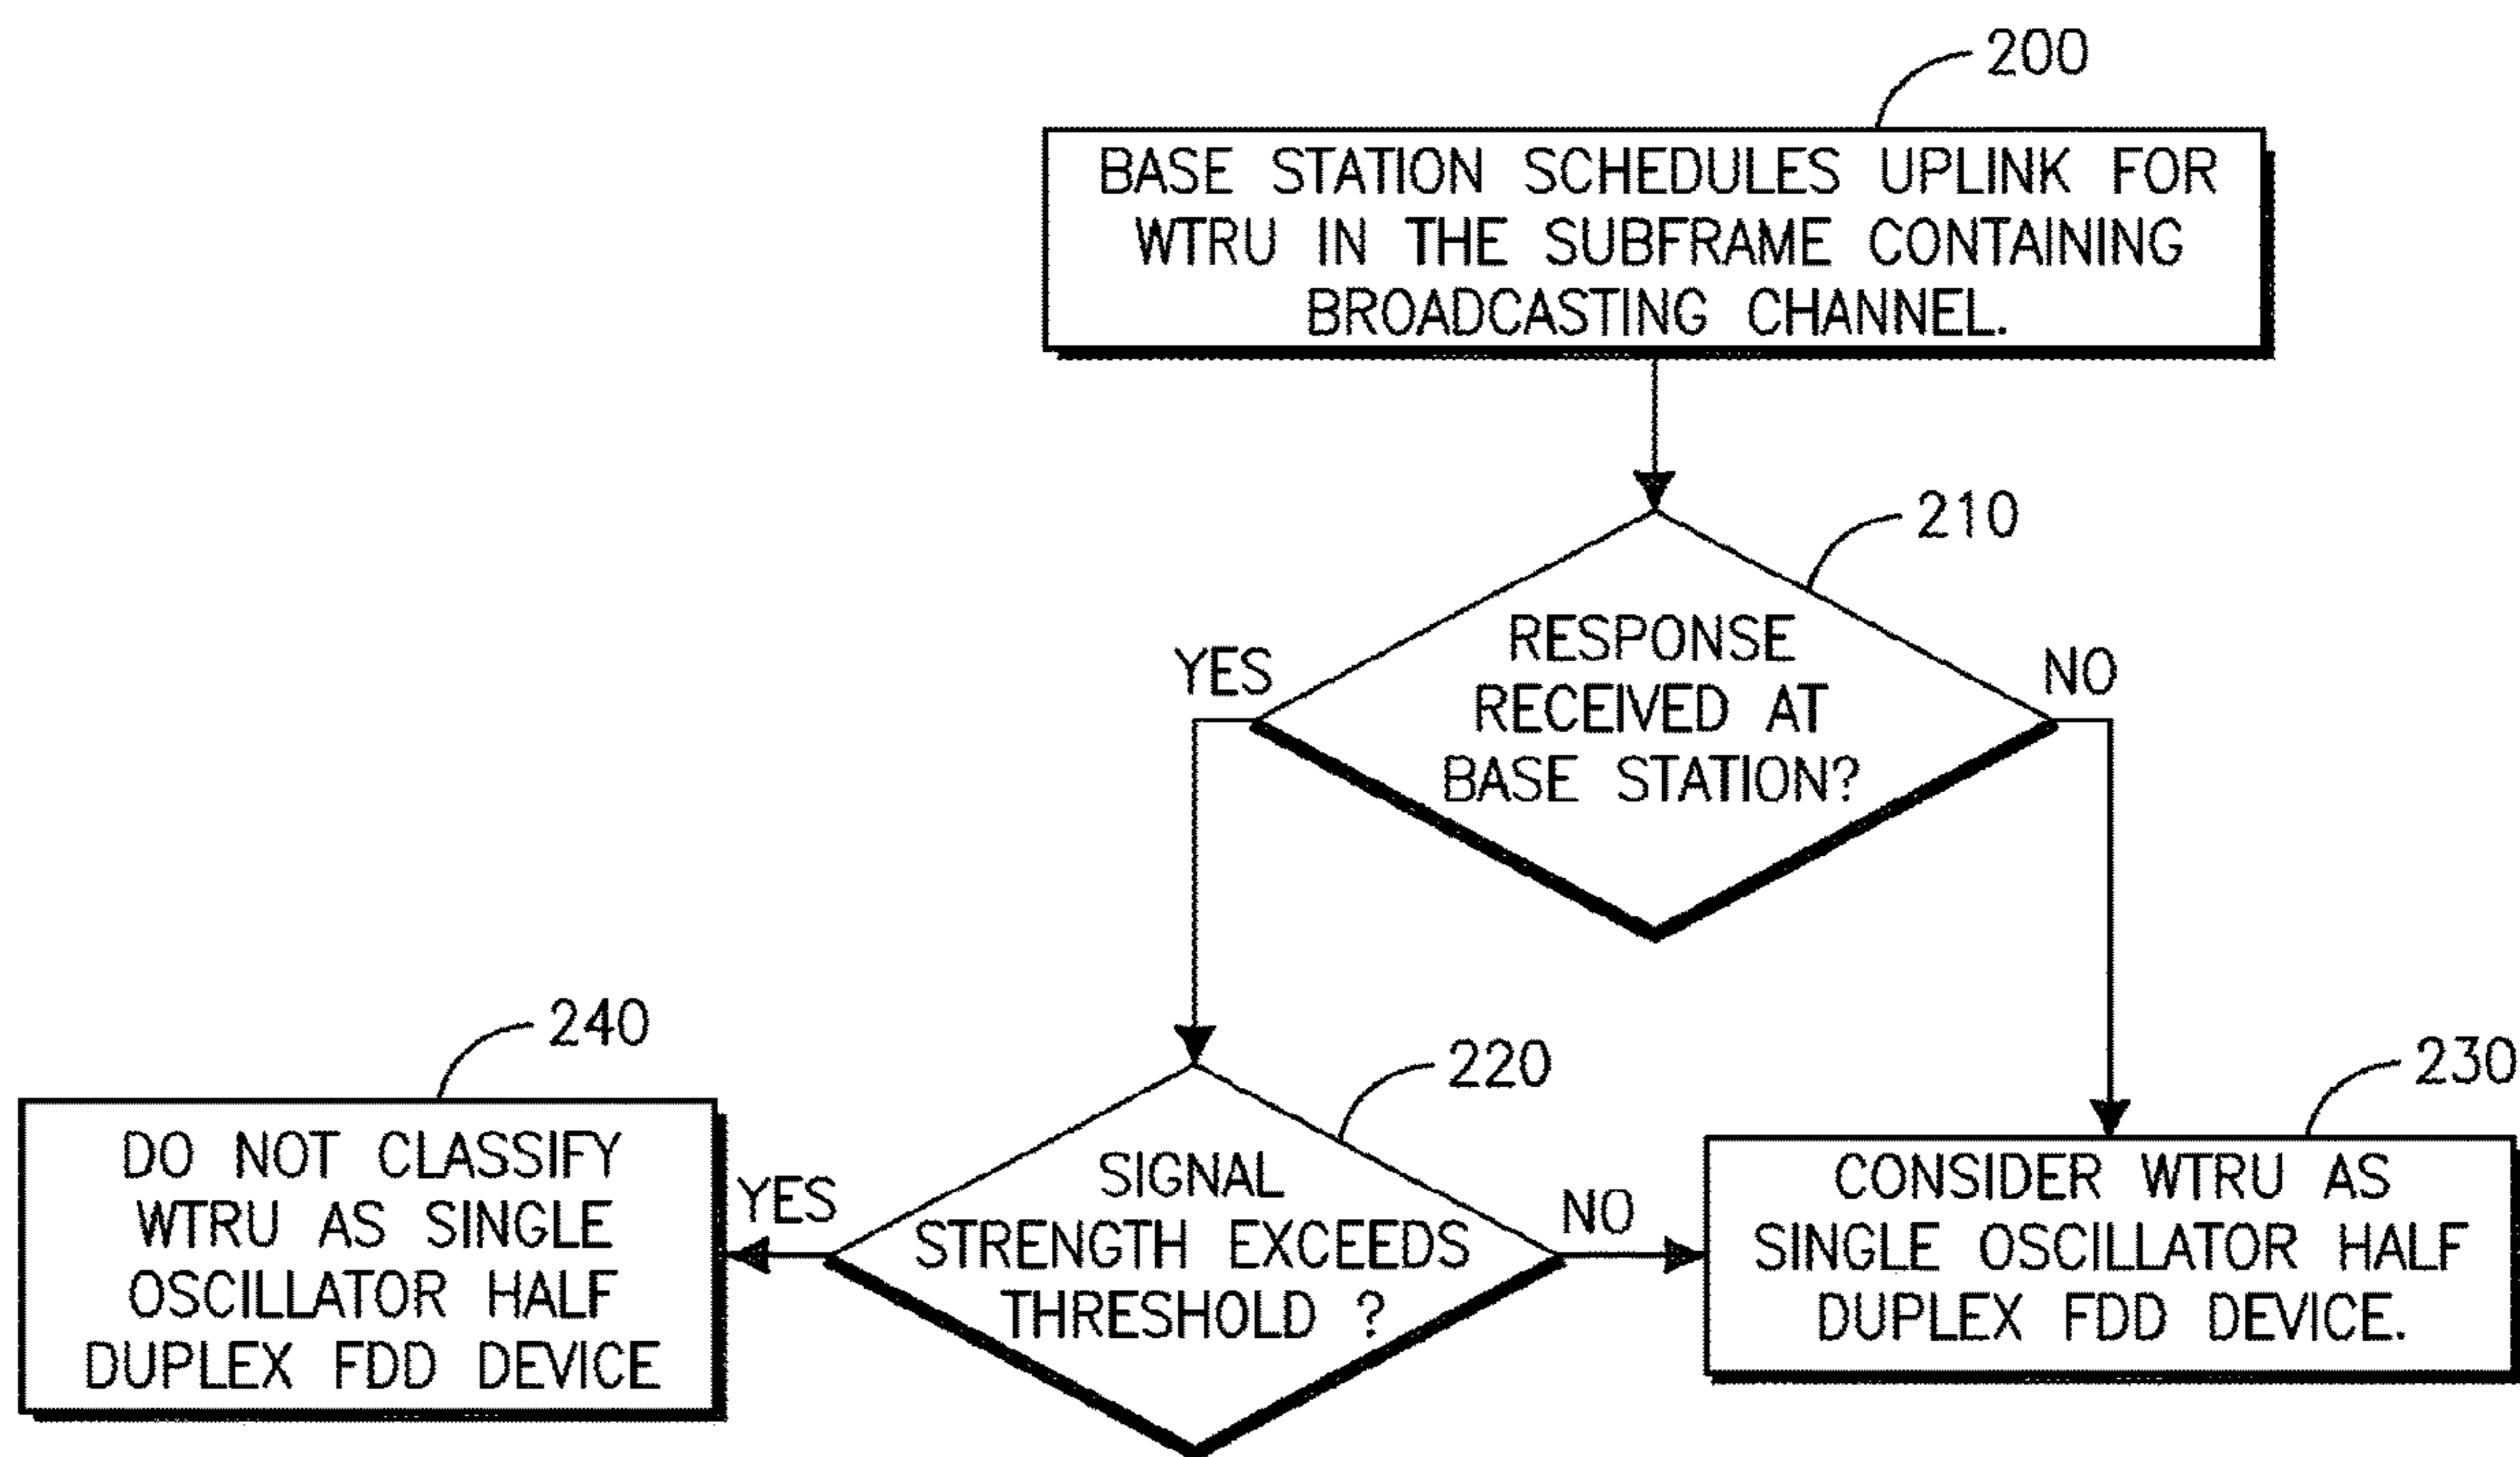 200
BASE STATION SCHEDULES UPLINK FOR
WTRU IN THE SUBFRAME CONTAINING
BROADCASTING CHANNEL.
210
RESPONSE
RECEIVED AT
BASE STATION?
YES
NO
240
DO NOT CLASSIFY
WTRU AS SINGLE
OSCILLATOR HALF
DUPLEX FDD DEVICE
YES
220
SIGNAL
STRENGTH EXCEEDS
THRESHOLD ?
NO
230
CONSIDER WTRU AS
SINGLE OSCILLATOR HALF
DUPLEX FDD DEVICE.